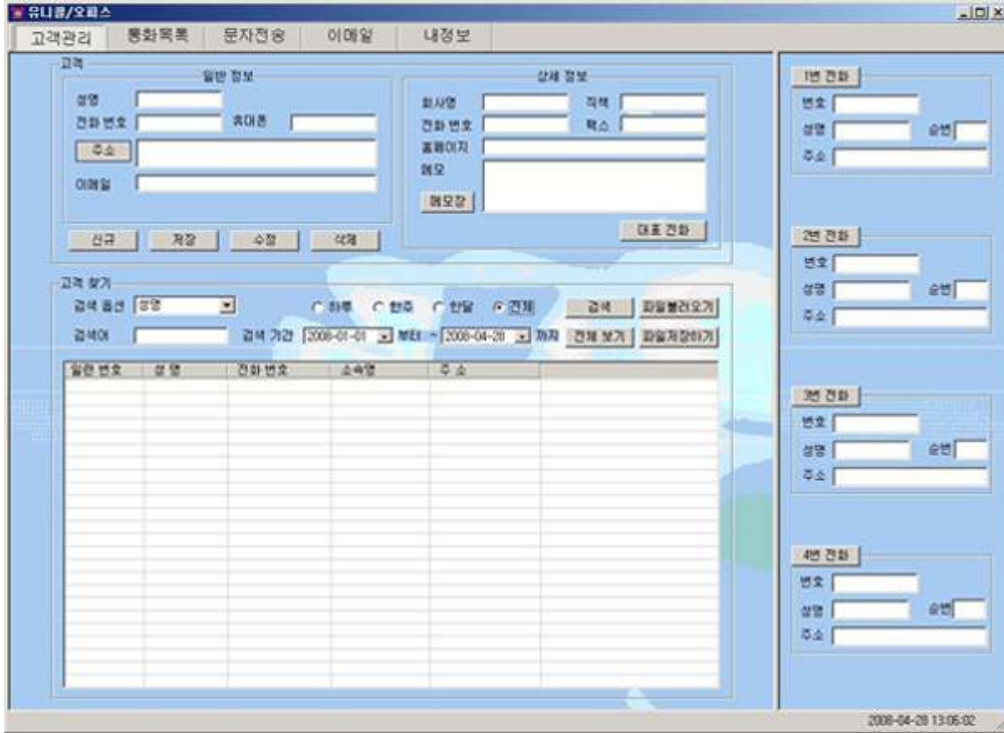 유니콜/오피스
고객관리 통화목록 문자전송 이메일 내정보
고객
일반 정보
성명
전화 번호 휴대폰
주소
이메일
신규 저장 수정 삭제
상세 정보
회사명 직책
전화 번호 팩스
홈페이지
메모
메모장
대표 전화
고객 찾기
검색 옵션 성명 하루 한주 한달 전체 검색 파일불러오기
검색어 검색 기간 2008-01-01 부터 ~ 2008-04-28 까지 전체 보기 파일저장하기
일련 번호 성 명 전화 번호 소속명 주 소
1번 전화
번호
성명 순번
주소
2번 전화
번호
성명 순번
주소
3번 전화
번호
성명 순번
주소
4번 전화
번호
성명 순번
주소
2008-04-28 13:06:02